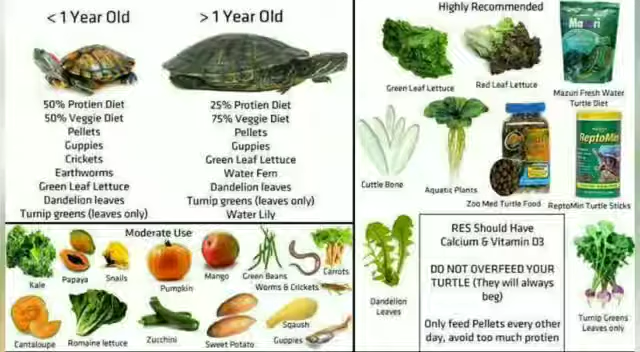 < 1 Year Old
50% Protien Diet
50% Veggie Diet
Pellets
Guppies
Crickets
Earthworms
Green Leaf Lettuce
Dandelion leaves
Turnip greens (leaves only)
> 1 Year Old
25% Protien Diet
75% Veggie Diet
Pellets
Guppies
Green Leaf Lettuce
Water Fern
Dandelion leaves
Turnip greens (leaves only)
Water Lily
Moderate Use
Kale
Papaya
Snails
Pumpkin
Mango
Green Beans
Worms & Crickets
Carrots
Cantaloupe
Romaine lettuce
Zucchini
Sweet Potato
Sqaush
Guppies
Highly Recommended
Mazuri
Green Leaf Lettuce
Red Leaf Lettuce
Mazuri Fresh Water
Turtle Diet
ReptoMin
Cuttle Bone
Aquatic Plants
Zoo Med Turtle Food
ReptoMin Turtle Sticks
Dandelion
Leaves
RES Should Have
Calcium & Vitamin D3
DO NOT OVERFEED YOUR
TURTLE (They will always
beg)
Only feed Pellets every other
day, avoid too much protien
Turnip Greens
Leaves only